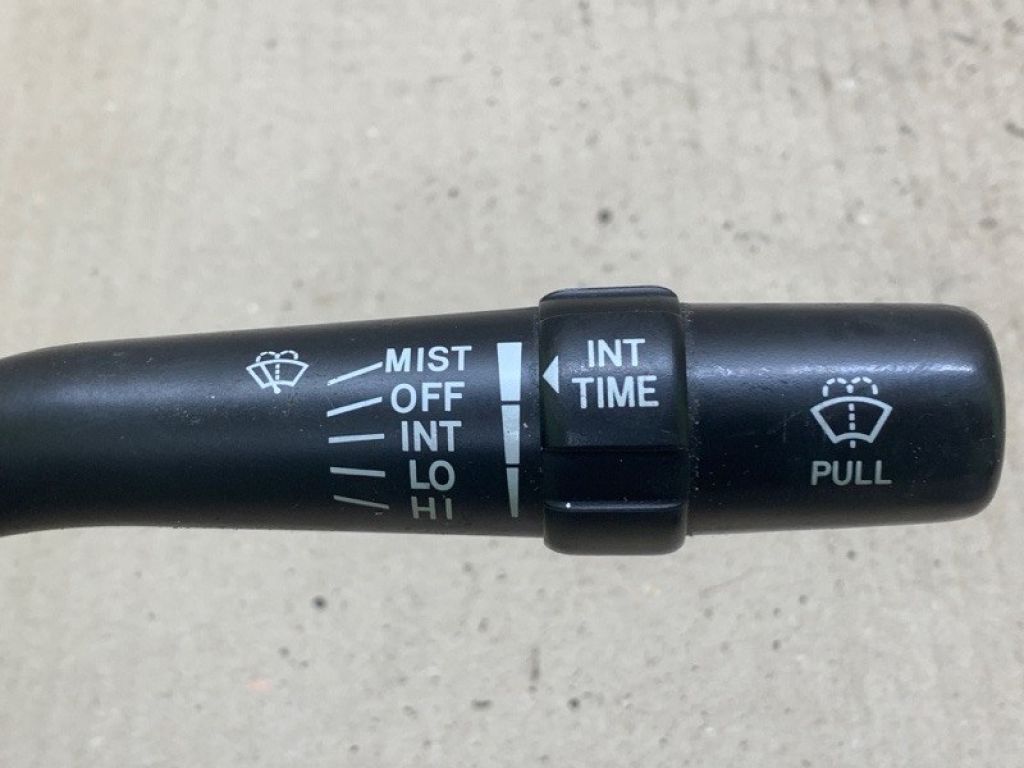 MIST
OFF
INT
LO
HI
INT
TIME
PULL